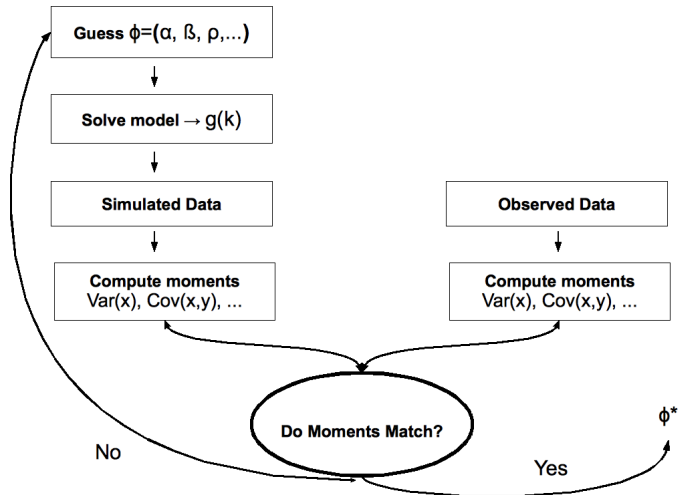 Guess ϕ=(α, ß, ρ,...)
Solve model → g(k)
Simulated Data
Observed Data
Compute moments
Var(x), Cov(x,y), ...
Compute moments
Var(x), Cov(x,y), ...
Do Moments Match?
ϕ*
No
Yes